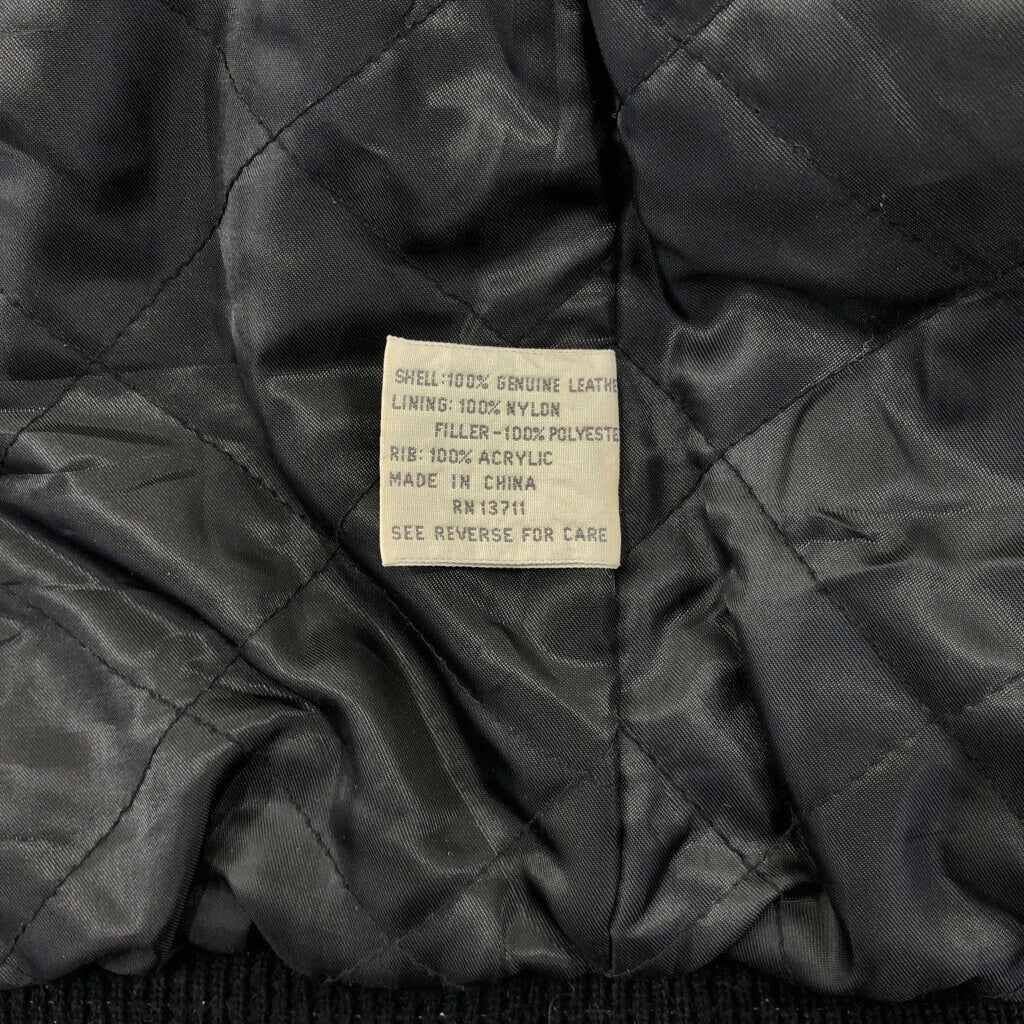 SHELL:100% GENUINE LEATHE
LINING: 100% NYLON
FILLER-100% POLYESTE
RIB: 100% ACRYLIC
MADE IN CHINA
RN 13711
SEE REVERSE FOR CARE